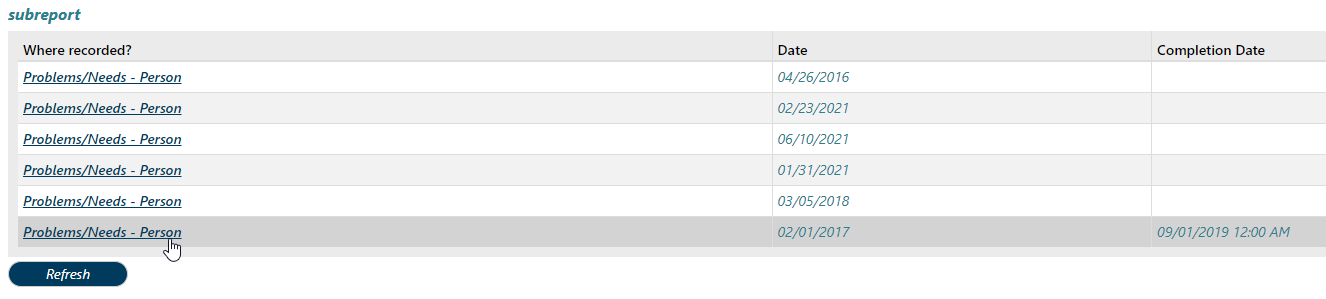 subreport
Where recorded? Date Completion Date
Problems/Needs - Person 04/26/2016
Problems/Needs - Person 02/23/2021
Problems/Needs - Person 06/10/2021
Problems/Needs - Person 01/31/2021
Problems/Needs - Person 03/05/2018
Problems/Needs - Person 02/01/2017 09/01/2019 12:00 AM
Refresh